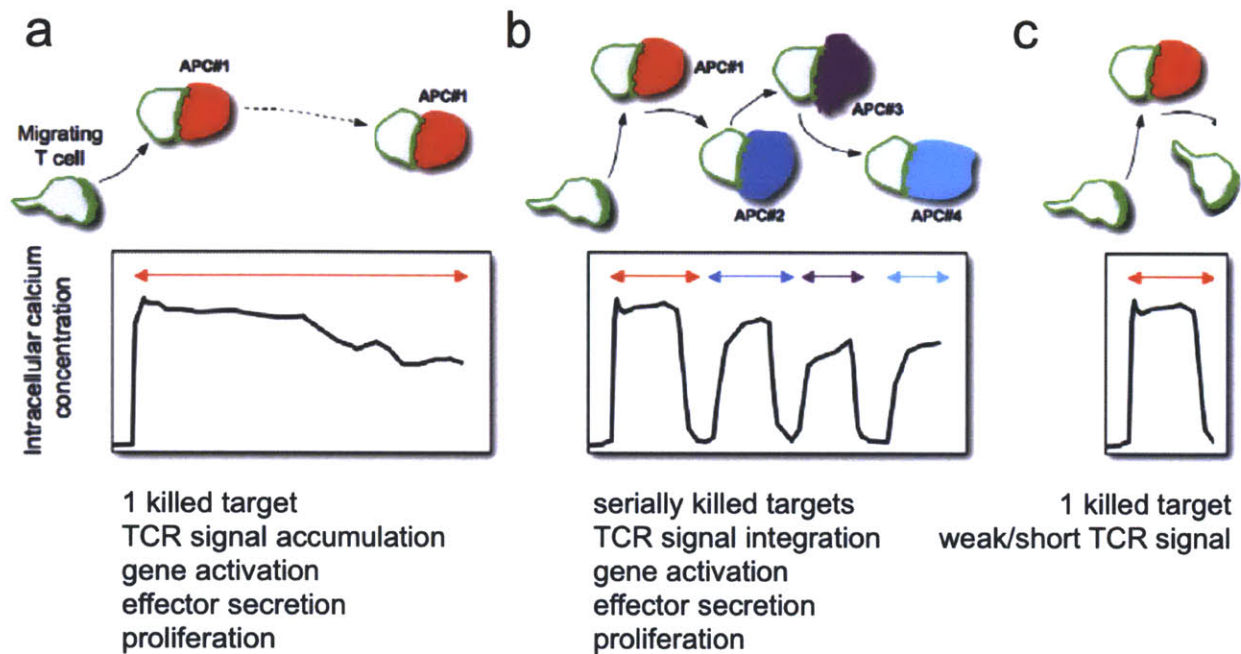 a
b
c
APC#1
APC#1
Migrating
T cell
APC#1
APC#3
APC#2
APC#4
Intracellular calcium
concentration
1 killed target
TCR signal accumulation
gene activation
effector secretion
proliferation
serially killed targets
TCR signal integration
gene activation
effector secretion
proliferation
1 killed target
weak/short TCR signal